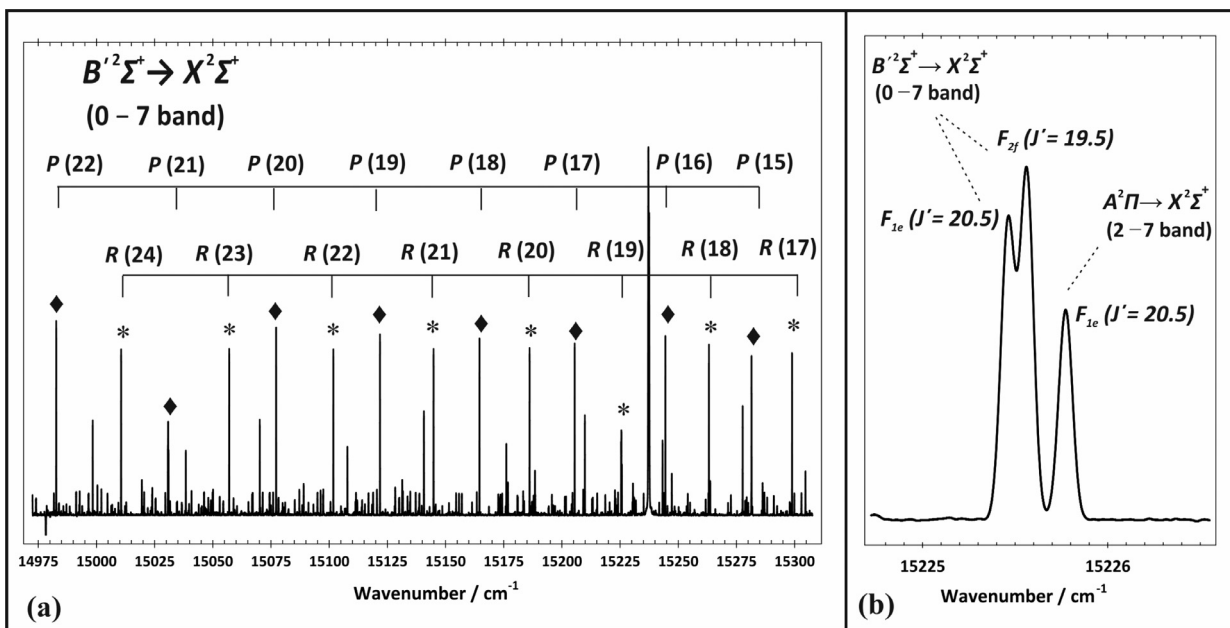 B′ ²Σ⁺→ X²Σ⁺
(0 – 7 band)
P (22) P (21) P (20) P (19) P (18) P (17) P (16) P (15)
R (24) R (23) R (22) R (21) R (20) R (19) R (18) R (17)
* * * * * * * *
14975 15000 15025 15050 15075 15100 15125 15150 15175 15200 15225 15250 15275 15300
Wavenumber / cm⁻¹
(a)
B′ ²Σ⁺→ X²Σ⁺
(0 – 7 band)
F₂f (J′ = 19.5)
F₁e (J′ = 20.5)
A²Π→ X²Σ⁺
(2 – 7 band)
F₁e (J′ = 20.5)
15225 15226
Wavenumber / cm⁻¹
(b)